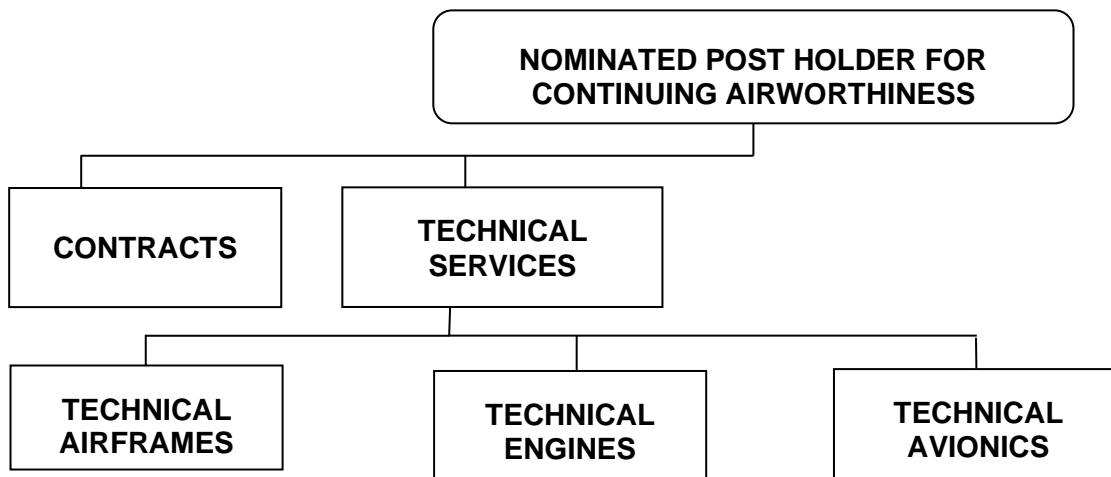 NOMINATED POST HOLDER FOR
CONTINUING AIRWORTHINESS
CONTRACTS
TECHNICAL
SERVICES
TECHNICAL
AIRFRAMES
TECHNICAL
ENGINES
TECHNICAL
AVIONICS